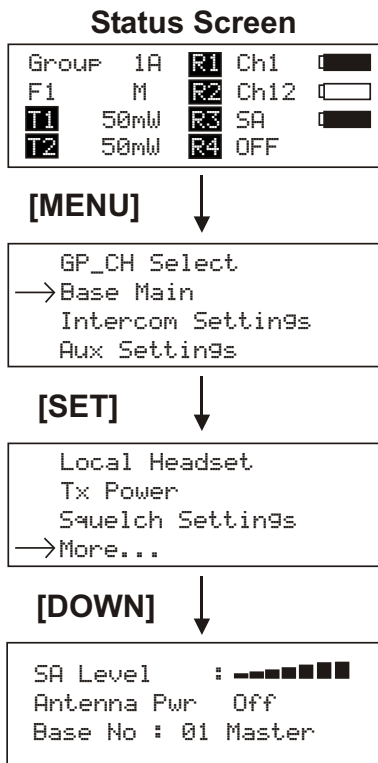 Status Screen
Group 1A R1 Ch1
F1 M R2 Ch12
T1 50mW R3 SA
T2 50mW R4 OFF
[MENU]
GP_CH Select
Base Main
Intercom Settings
Aux Settings
[SET]
Local Headset
Tx Power
Squelch Settings
More...
[DOWN]
SA Level :
Antenna Pwr Off
Base No : 01 Master